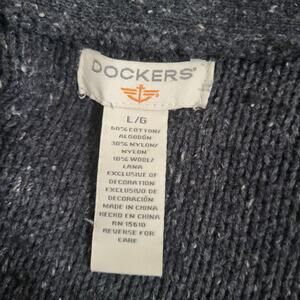 DOCKERS®
L/G
60% COTTON/
ALGODÓN
30% NYLON/
NYLON
10% WOOL/
LANA
EXCLUSIVE OF
DECORATION
EXCLUSIVO DE
DECORACIÓN
MADE IN CHINA
HECHO EN CHINA
RN 15610
REVERSE FOR
CARE